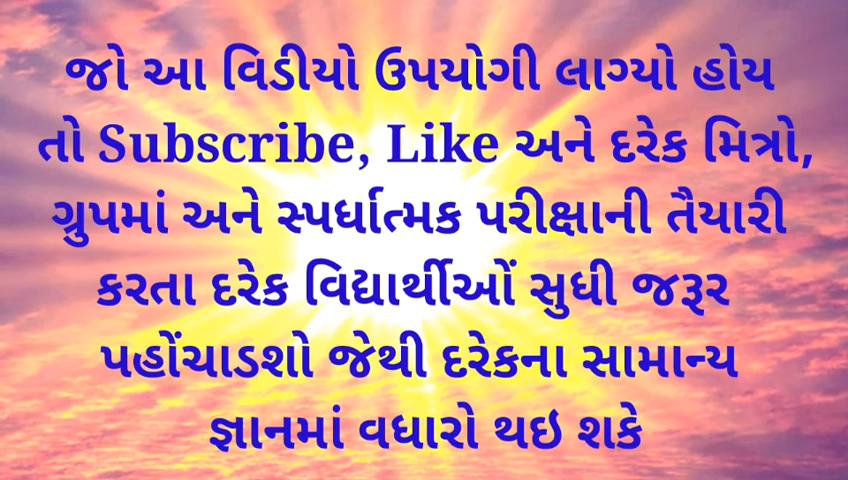 જો આ વિડીયો ઉપયોગી લાગ્યો હોય
તો Subscribe, Like અને દરેક મિત્રો,
ગ્રુપમાં અને સ્પર્ધાત્મક પરીક્ષાની તૈયારી
કરતા દરેક વિદ્યાર્થીઓં સુધી જરૂર
પહોંચાડશો જેથી દરેકના સામાન્ય
જ્ઞાનમાં વધારો થઇ શકે